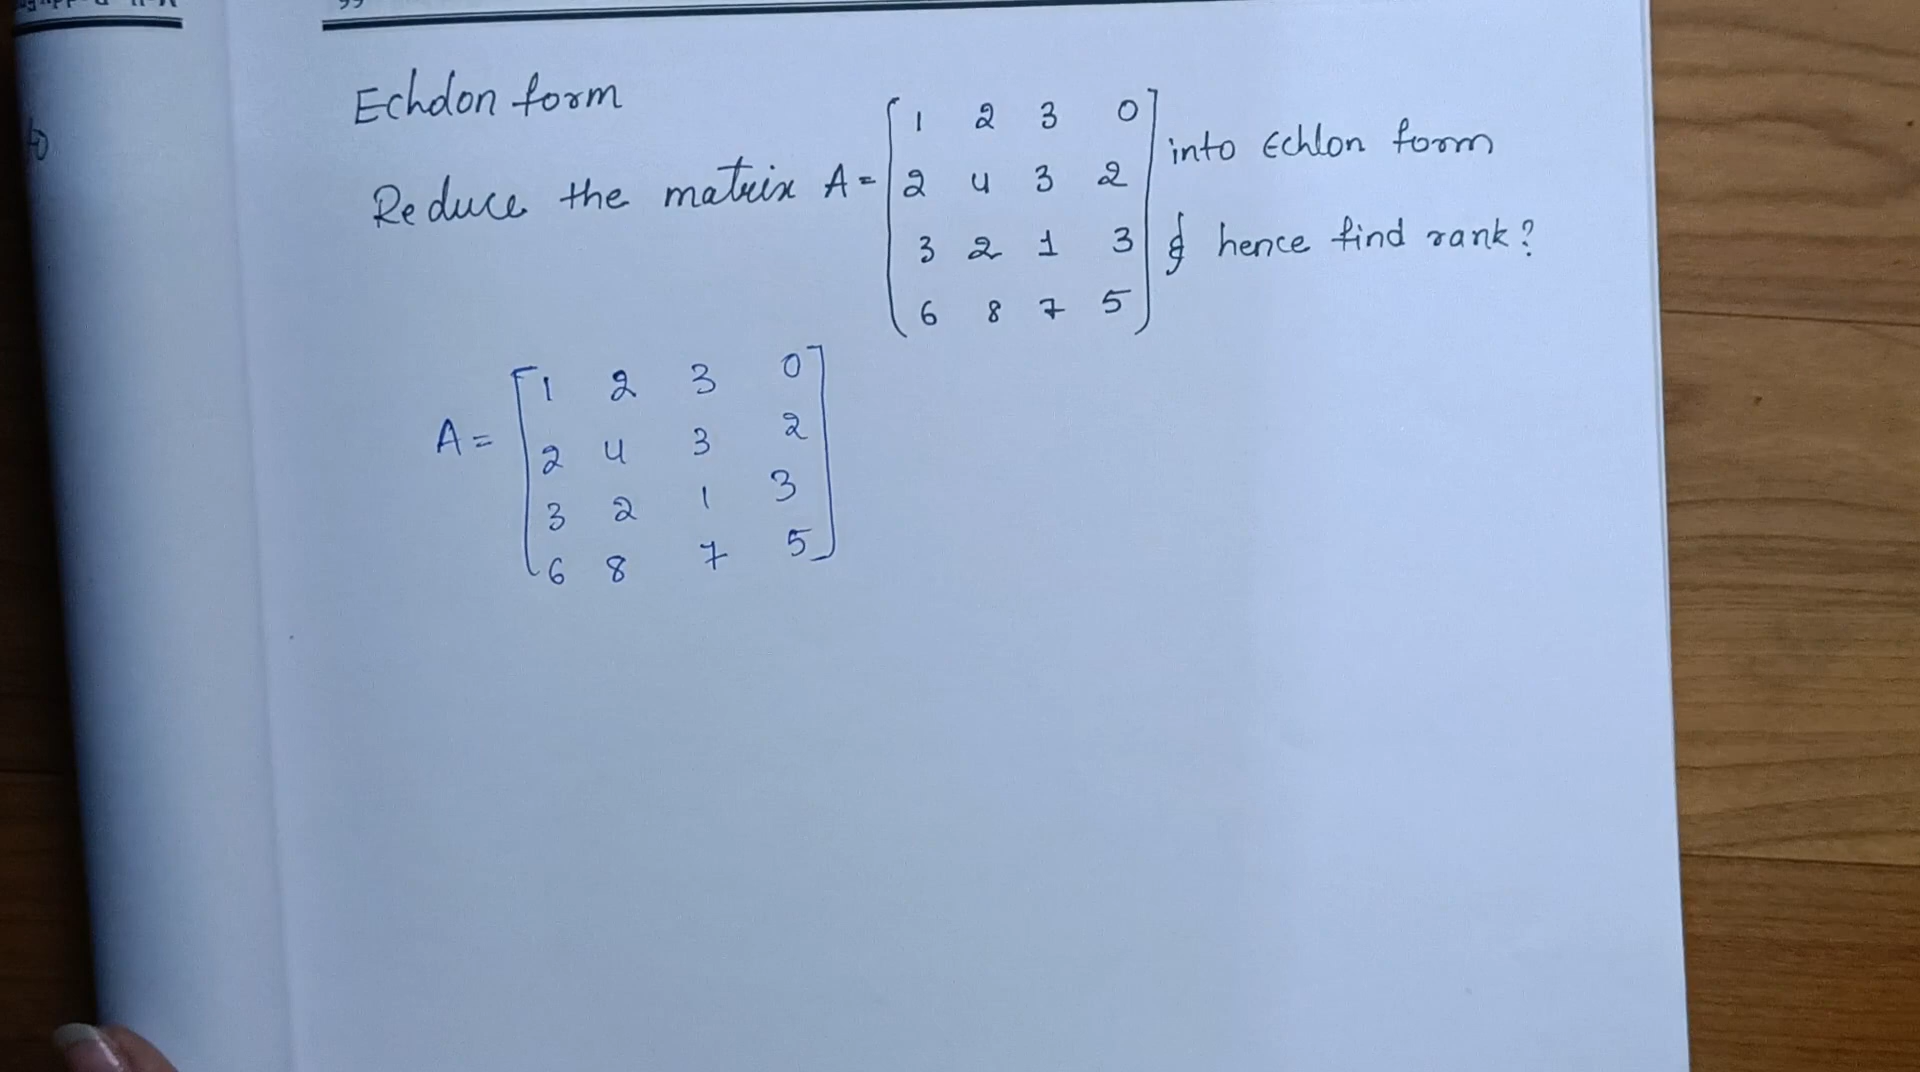 Echelon form
Reduce the matrix A = [1 2 3 0 into Echlon form
2 4 3 2
3 2 1 3 & hence find rank?
6 8 7 5]
A = [1 2 3 0
2 4 3 2
3 2 1 3
6 8 7 5]